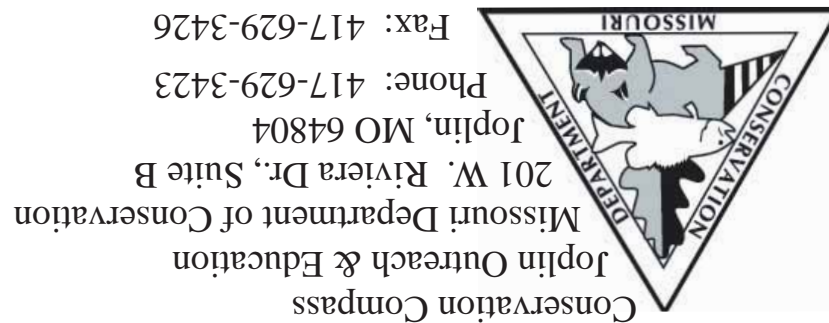 Conservation Compass
Joplin Outreach & Education
Missouri Department of Conservation
201 W. Riviera Dr., Suite B
Joplin, MO 64804
Phone: 417-629-3423
Fax: 417-629-3426
CONSERVATION
DEPARTMENT
MISSOURI